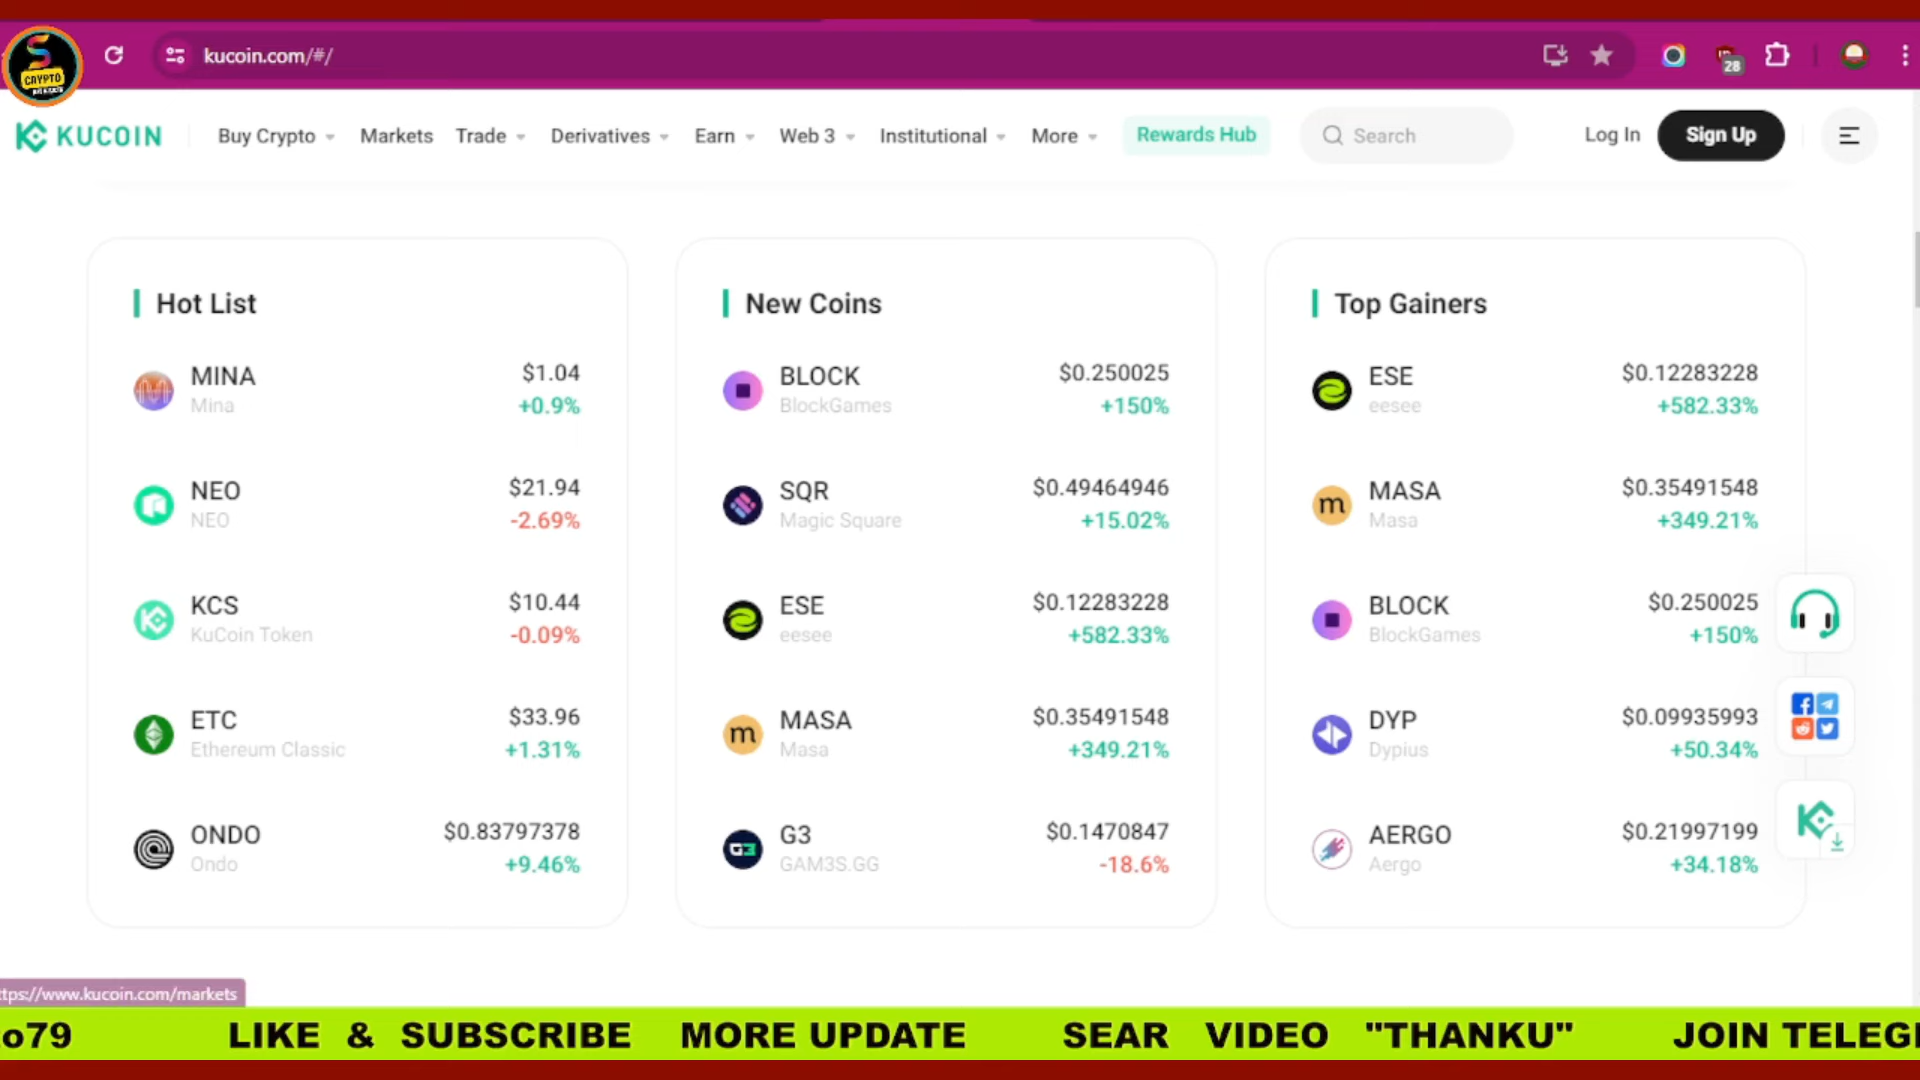 kucoin.com/#/
28
CRYPTO
KUCOIN
Buy Crypto
Markets
Trade
Derivatives
Earn
Web 3
Institutional
More
Rewards Hub
Search
Log In
Sign Up
Hot List
MINA $1.04
Mina +0.9%
NEO $21.94
NEO -2.69%
KCS $10.44
KuCoin Token -0.09%
ETC $33.96
Ethereum Classic +1.31%
ONDO $0.83797378
Ondo +9.46%
New Coins
BLOCK $0.250025
BlockGames +150%
SQR $0.49464946
Magic Square +15.02%
ESE $0.12283228
eesee +582.33%
m MASA $0.35491548
Masa +349.21%
G3 G3 $0.1470847
GAM3S.GG -18.6%
Top Gainers
ESE $0.12283228
eesee +582.33%
m MASA $0.35491548
Masa +349.21%
BLOCK $0.250025
BlockGames +150%
DYP $0.09935993
Dypius +50.34%
AERGO $0.21997199
Aergo +34.18%
ttps://www.kucoin.com/markets
o79 LIKE & SUBSCRIBE MORE UPDATE SEAR VIDEO "THANKU" JOIN TELEG